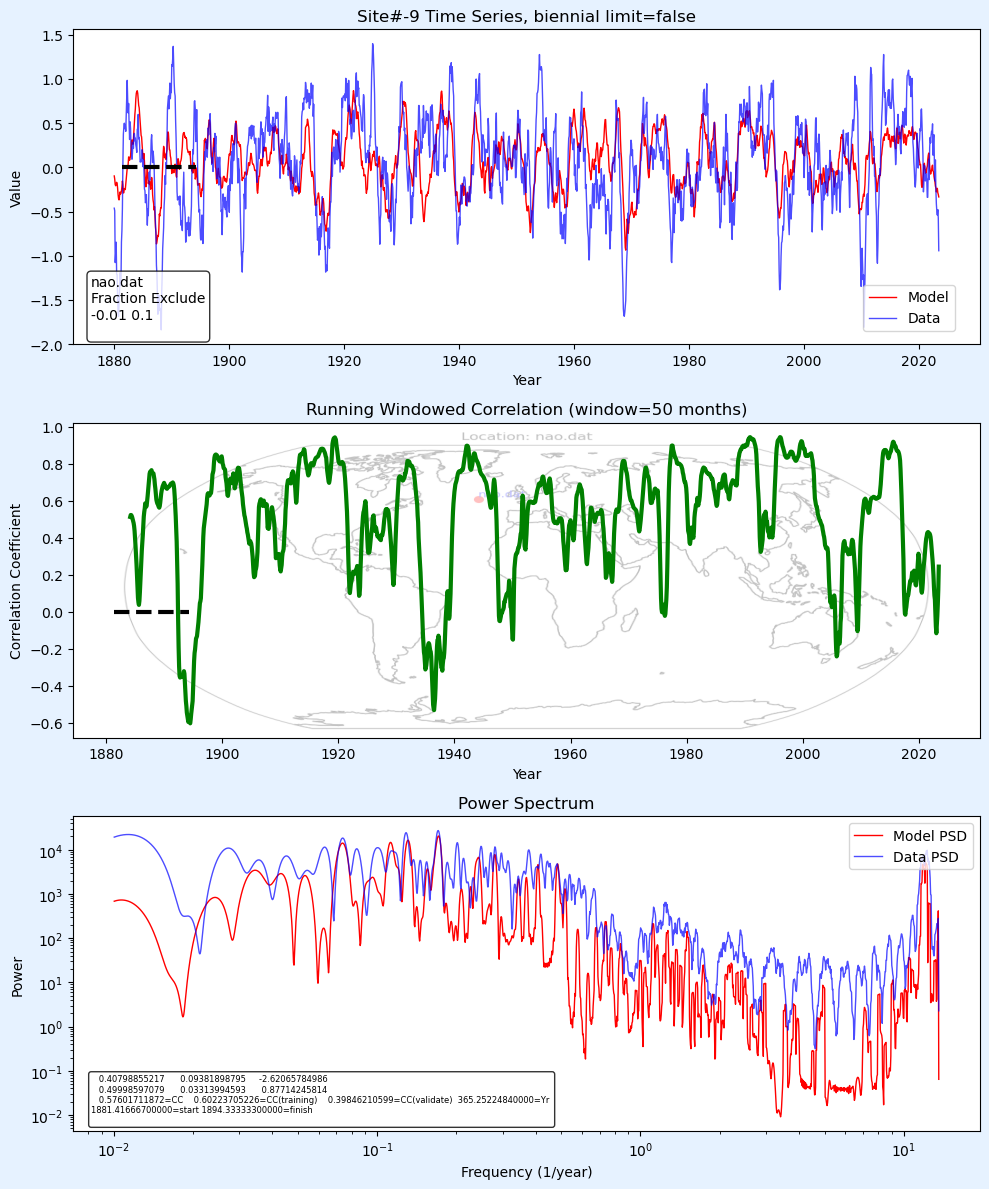 Site#-9 Time Series, biennial limit=false
1.5
1.0
0.5
0.0
−0.5
−1.0
−1.5
−2.0
Value
nao.dat
Fraction Exclude
-0.01 0.1
Model
Data
1880 1900 1920 1940 1960 1980 2000 2020
Year
Running Windowed Correlation (window=50 months)
1.0
0.8
0.6
0.4
0.2
0.0
−0.2
−0.4
−0.6
Correlation Coefficient
Location: nao.dat
1880 1900 1920 1940 1960 1980 2000 2020
Year
Power Spectrum
10⁴
10³
10²
10¹
10⁰
10⁻¹
10⁻²
Power
Model PSD
Data PSD
0.40798855217 0.09381898795 -2.62065784986
0.49998597079 0.03313994593 0.87714245814
0.57601711872=CC 0.60223705226=CC(training) 0.39846210599=CC(validate) 365.25224840000=Yr
1881.41666700000=start 1894.33333300000=finish
10⁻² 10⁻¹ 10⁰ 10¹
Frequency (1/year)